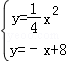 y=1/4 x²
y=-x+8